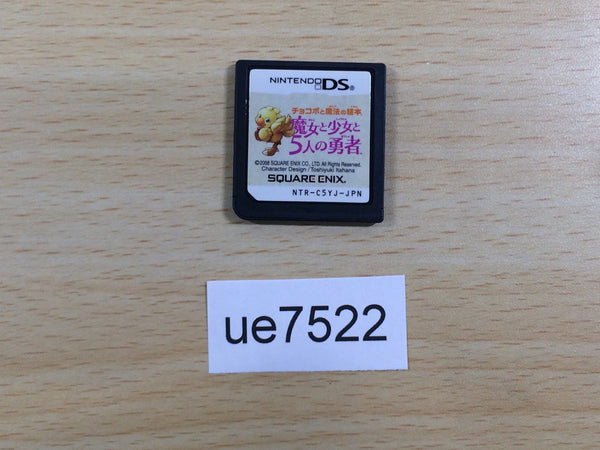 NINTENDO DS®
チョコボと魔法の絵本
魔女と少女と
5人の勇者
©2008 SQUARE ENIX CO., LTD. All Rights Reserved.
Character Design / Toshiyuki Itahana
SQUARE ENIX.
NTR-C5YJ-JPN
ue7522